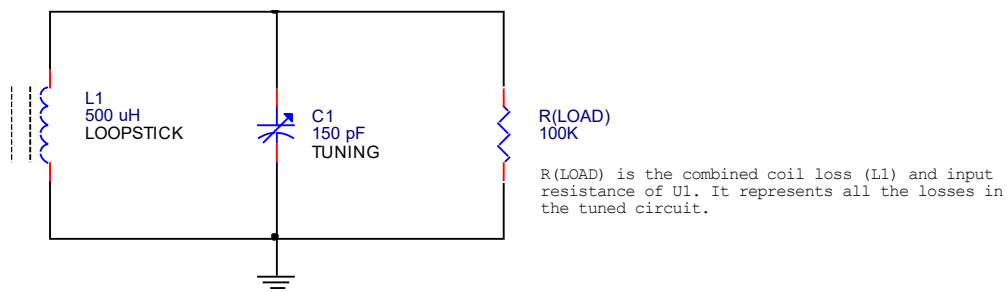 L1
500 uH
LOOPSTICK
C1
150 pF
TUNING
R(LOAD)
100K
R(LOAD) is the combined coil loss (L1) and input
resistance of U1. It represents all the losses in
the tuned circuit.